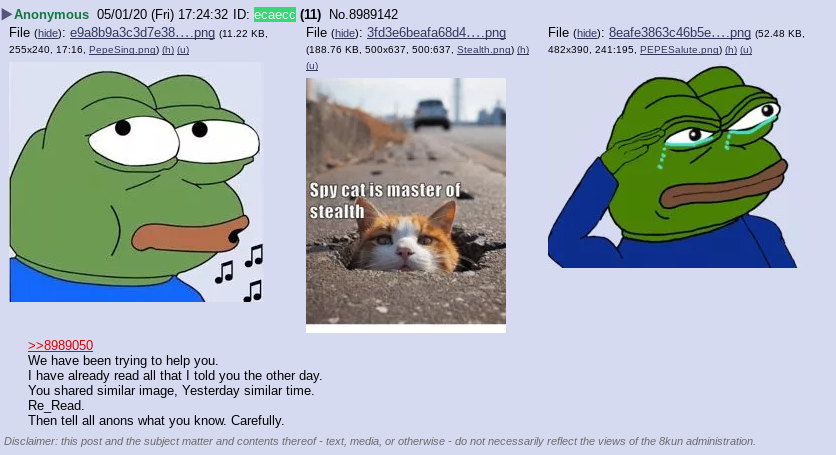 ▶Anonymous 05/01/20 (Fri) 17:24:32 ID: ecaecc (11) No.8989142
File (hide): e9a8b9a3c3d7e38….png (11.22 KB, 255x240, 17:16, PepeSing.png) (h) (u)
File (hide): 3fd3e6beafa68d4….png (188.76 KB, 500x637, 500:637, Stealth.png) (h) (u)
File (hide): 8eafe3863c46b5e….png (52.48 KB, 482x390, 241:195, PEPESalute.png) (h) (u)
Spy cat is master of
stealth
>>8989050
We have been trying to help you.
I have already read all that I told you the other day.
You shared similar image, Yesterday similar time.
Re_Read.
Then tell all anons what you know. Carefully.
Disclaimer: this post and the subject matter and contents thereof - text, media, or otherwise - do not necessarily reflect the views of the 8kun administration.